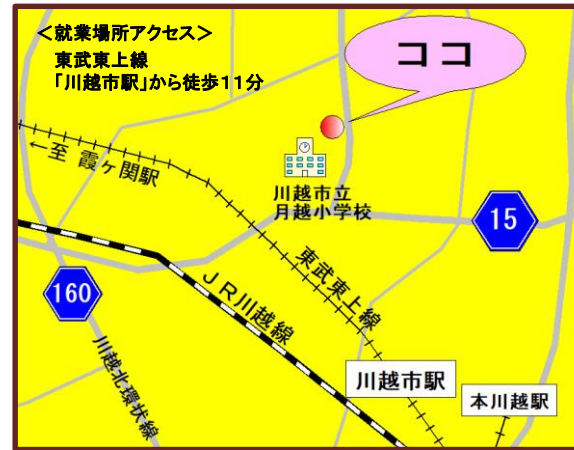 ＜就業場所アクセス＞
東武東上線
「川越市駅」から徒歩11分
ココ
←至 霞ヶ関駅
川越市立
月越小学校
15
東武東上線
JR川越線
160
川越北環状線
川越市駅
本川越駅